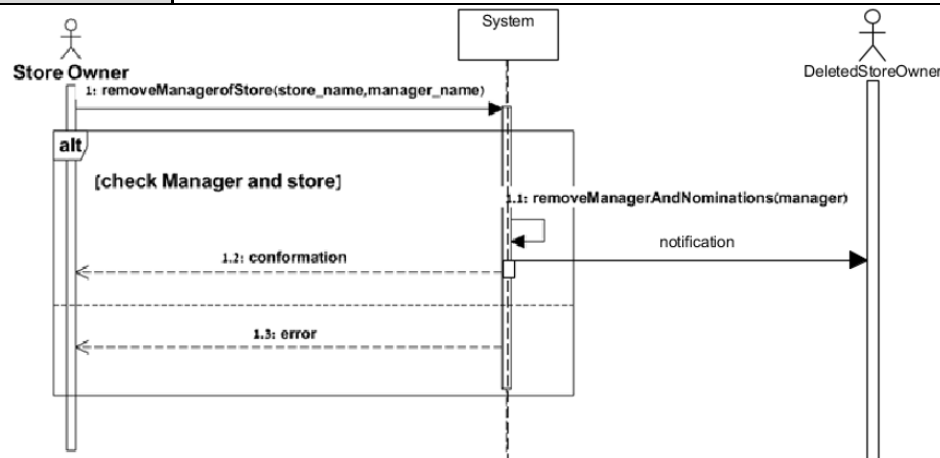 System
Store Owner
DeletedStoreOwner
1: removeManagerofStore(store_name,manager_name)
alt
[check Manager and store]
1.1: removeManagerAndNominations(manager)
notification
1.2: conformation
1.3: error